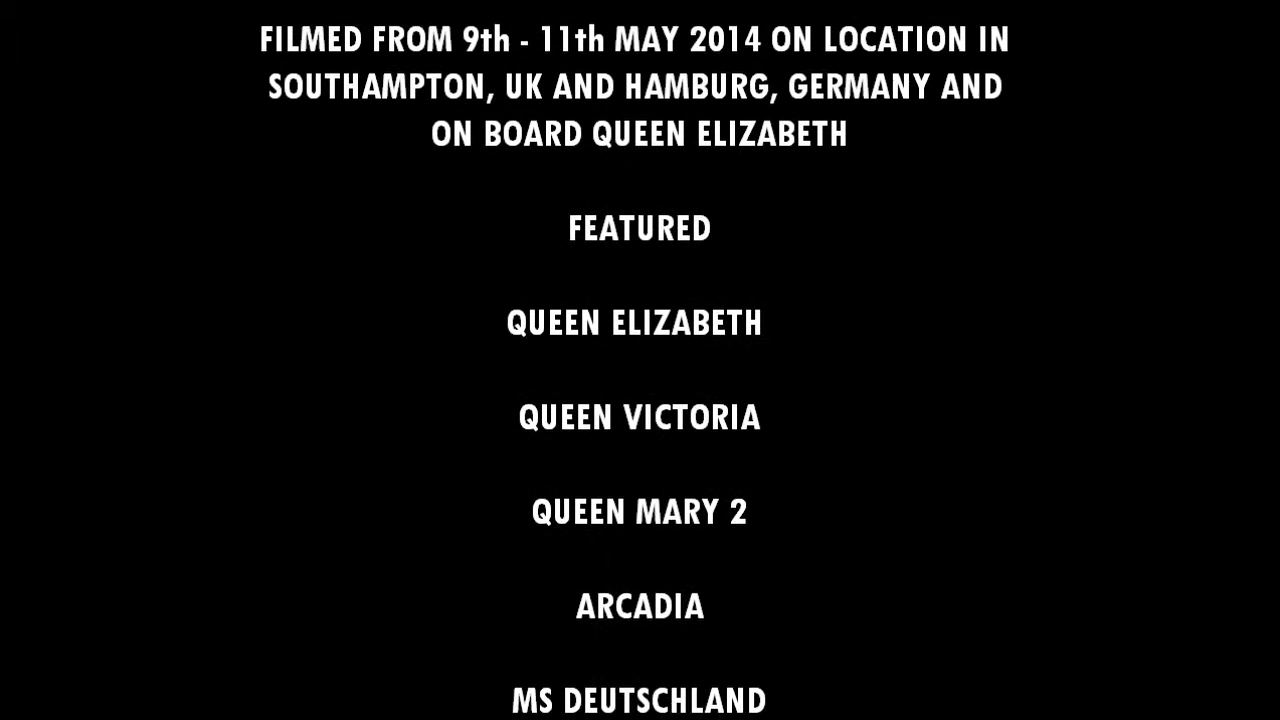 FILMED FROM 9th - 11th MAY 2014 ON LOCATION IN
SOUTHAMPTON, UK AND HAMBURG, GERMANY AND
ON BOARD QUEEN ELIZABETH
FEATURED
QUEEN ELIZABETH
QUEEN VICTORIA
QUEEN MARY 2
ARCADIA
MS DEUTSCHLAND